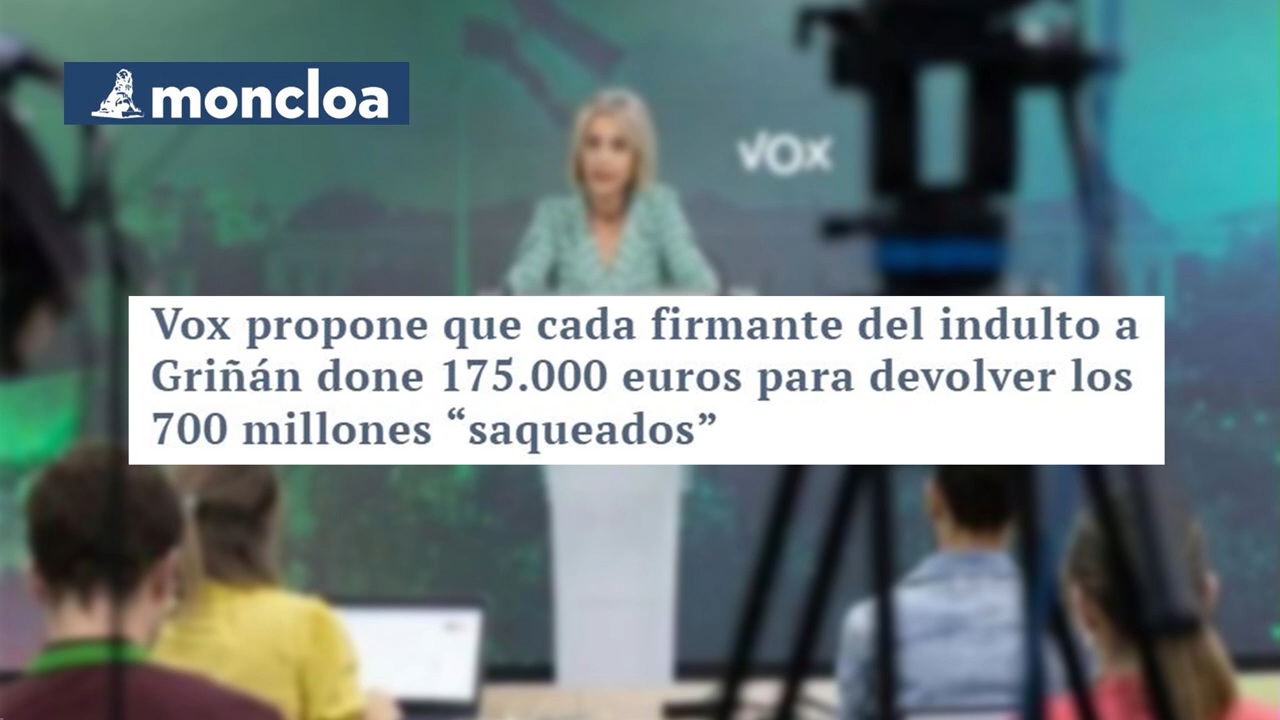 moncloa
VOX
Vox propone que cada firmante del indulto a
Griñán done 175.000 euros para devolver los
700 millones “saqueados”